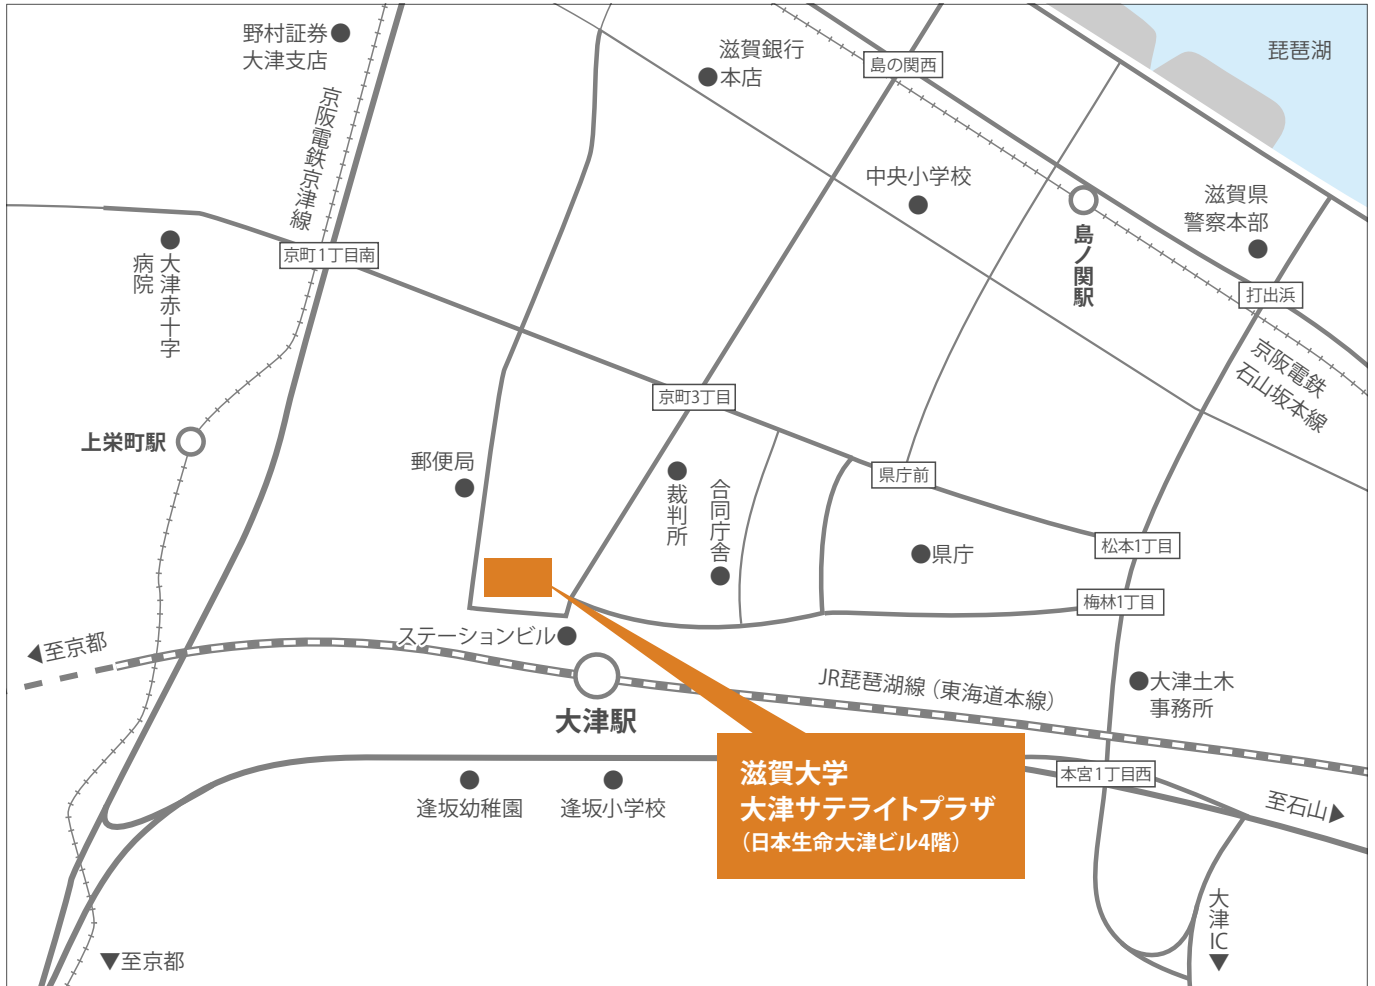 野村証券
大津支店
滋賀銀行
本店
島の関西
琵琶湖
京阪電鉄京津線
中央小学校
滋賀県
警察本部
島ノ関駅
京町1丁目南
大津赤十字
病院
打出浜
京阪電鉄
石山坂本線
京町3丁目
上栄町駅
郵便局
裁判所
合同庁舎
県庁前
県庁
松本1丁目
梅林1丁目
◀至京都
ステーションビル
大津駅
JR琵琶湖線（東海道本線）
大津土木
事務所
滋賀大学
大津サテライトプラザ
（日本生命大津ビル4階）
本宮1丁目西
至石山▶
逢坂幼稚園
逢坂小学校
大津IC▼
▼至京都